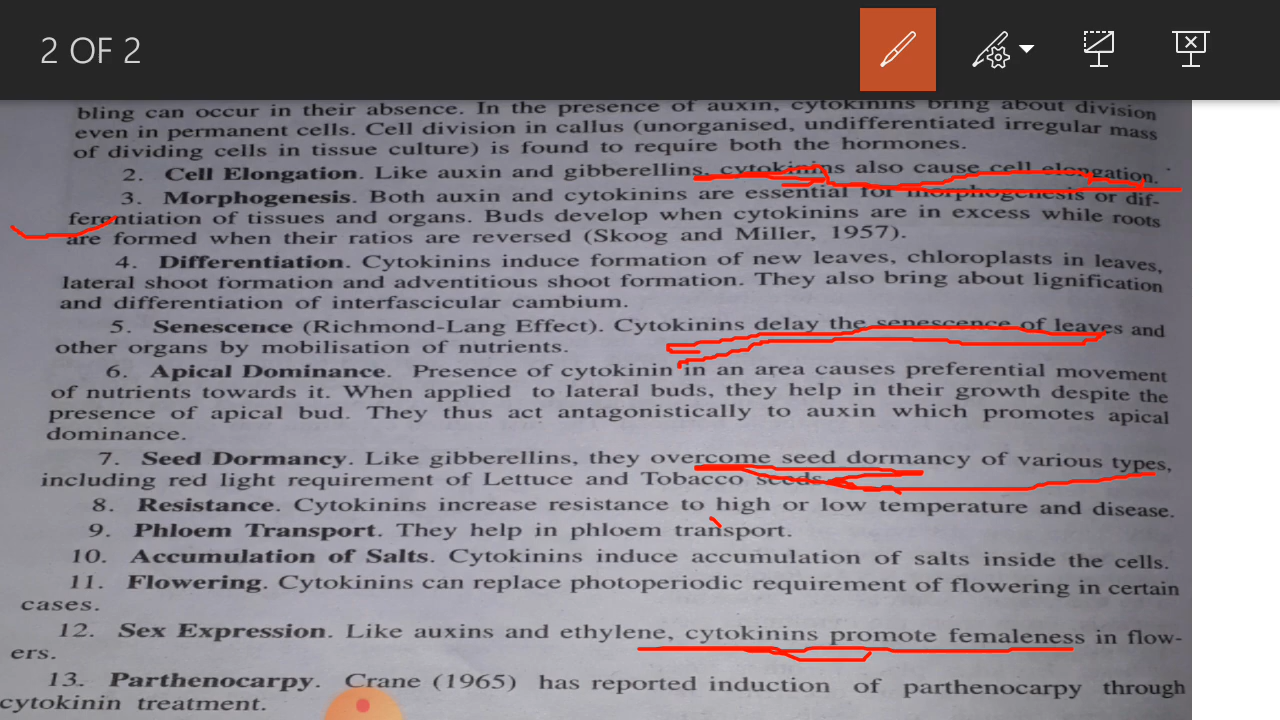 2 OF 2
bling can occur in their absence. In the presence of auxin, cytokinins bring about division
even in permanent cells. Cell division in callus (unorganised, undifferentiated irregular mass
of dividing cells in tissue culture) is found to require both the hormones.
2. Cell Elongation. Like auxin and gibberellins, cytokinins also cause cell elongation.
3. Morphogenesis. Both auxin and cytokinins are essential for morphogenesis or dif-
ferentiation of tissues and organs. Buds develop when cytokinins are in excess while roots
are formed when their ratios are reversed (Skoog and Miller, 1957).
4. Differentiation. Cytokinins induce formation of new leaves, chloroplasts in leaves,
lateral shoot formation and adventitious shoot formation. They also bring about lignification
and differentiation of interfascicular cambium.
5. Senescence (Richmond-Lang Effect). Cytokinins delay the senescence of leaves and
other organs by mobilisation of nutrients.
6. Apical Dominance. Presence of cytokinin in an area causes preferential movement
of nutrients towards it. When applied to lateral buds, they help in their growth despite the
presence of apical bud. They thus act antagonistically to auxin which promotes apical
dominance.
7. Seed Dormancy. Like gibberellins, they overcome seed dormancy of various types,
including red light requirement of Lettuce and Tobacco seeds.
8. Resistance. Cytokinins increase resistance to high or low temperature and disease.
9. Phloem Transport. They help in phloem transport.
10. Accumulation of Salts. Cytokinins induce accumulation of salts inside the cells.
11. Flowering. Cytokinins can replace photoperiodic requirement of flowering in certain
cases.
12. Sex Expression. Like auxins and ethylene, cytokinins promote femaleness in flow-
ers.
13. Parthenocarpy. Crane (1965) has reported induction of parthenocarpy through
cytokinin treatment.